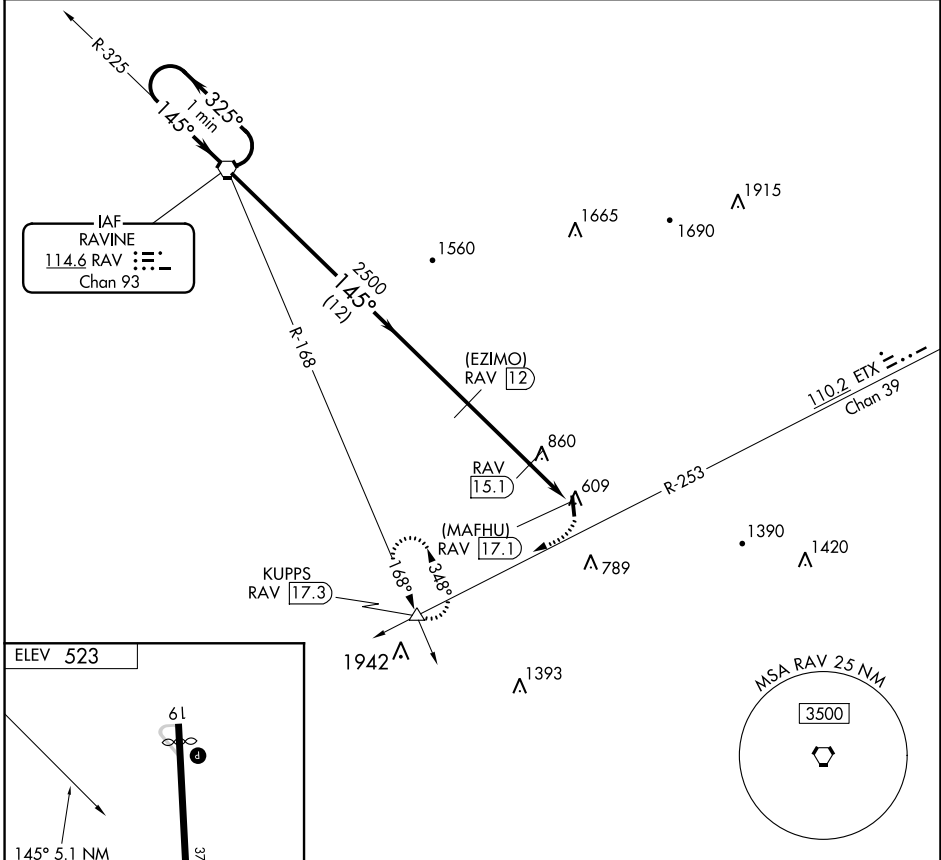 R-325
145°
1 min
325°
IAF
RAVINE
114.6 RAV
Chan 93
1560
1665
1690
1915
2500
145°
(12)
R-168
(EZIMO)
RAV 12
110.2 ETX
Chan 39
860
RAV
15.1
609
R-253
(MAFHU)
RAV 17.1
1390
1420
789
KUPPS
RAV 17.3
168°
348°
1942
1393
ELEV 523
MSA RAV 25 NM
3500
19
P
145° 5.1 NM
37